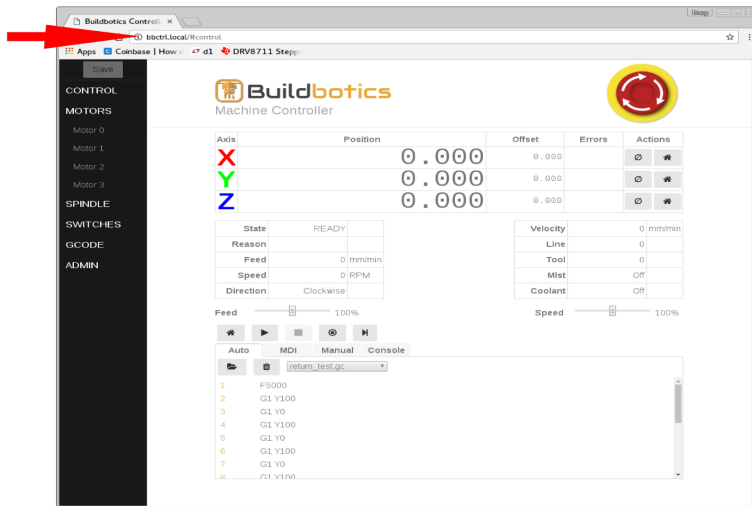 Doug
Buildbotics Contro
bbctrl.local/#control
Apps Coinbase | How d1 DRV8711 Stepp
Save
CONTROL
MOTORS
Motor 0
Motor 1
Motor 2
Motor 3
SPINDLE
SWITCHES
GCODE
ADMIN
Buildbotics
Machine Controller
Axis Position Offset Errors Actions
X 0.000 0.000
Y 0.000 0.000
Z 0.000 0.000
State READY
Reason
Feed 0 mm/min
Speed 0 RPM
Direction Clockwise
Velocity 0 mm/min
Line 0
Tool 0
Mist Off
Coolant Off
Feed 100%
Speed 100%
Auto MDI Manual Console
return_test.gc
1 F5000
2 G1 Y100
3 G1 Y0
4 G1 Y100
5 G1 Y0
6 G1 Y100
7 G1 Y0
8 G1 Y100